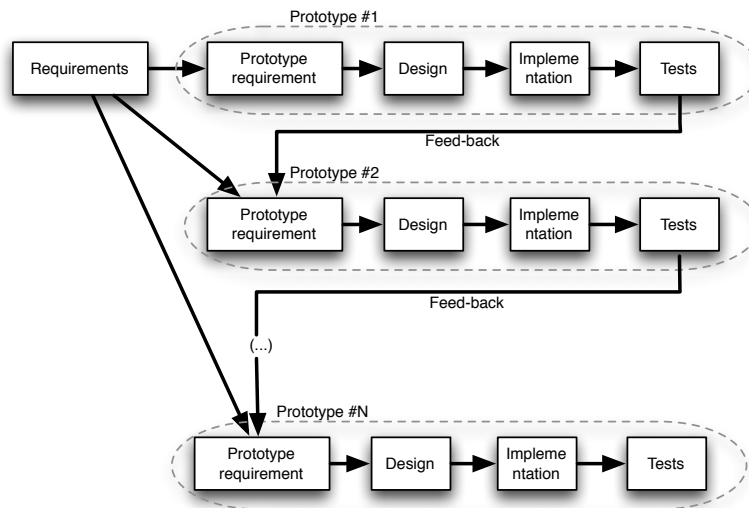 Prototype #1
Requirements
Prototype
requirement
Design
Impleme
ntation
Tests
Feed-back
Prototype #2
Prototype
requirement
Design
Impleme
ntation
Tests
Feed-back
(...)
Prototype #N
Prototype
requirement
Design
Impleme
ntation
Tests